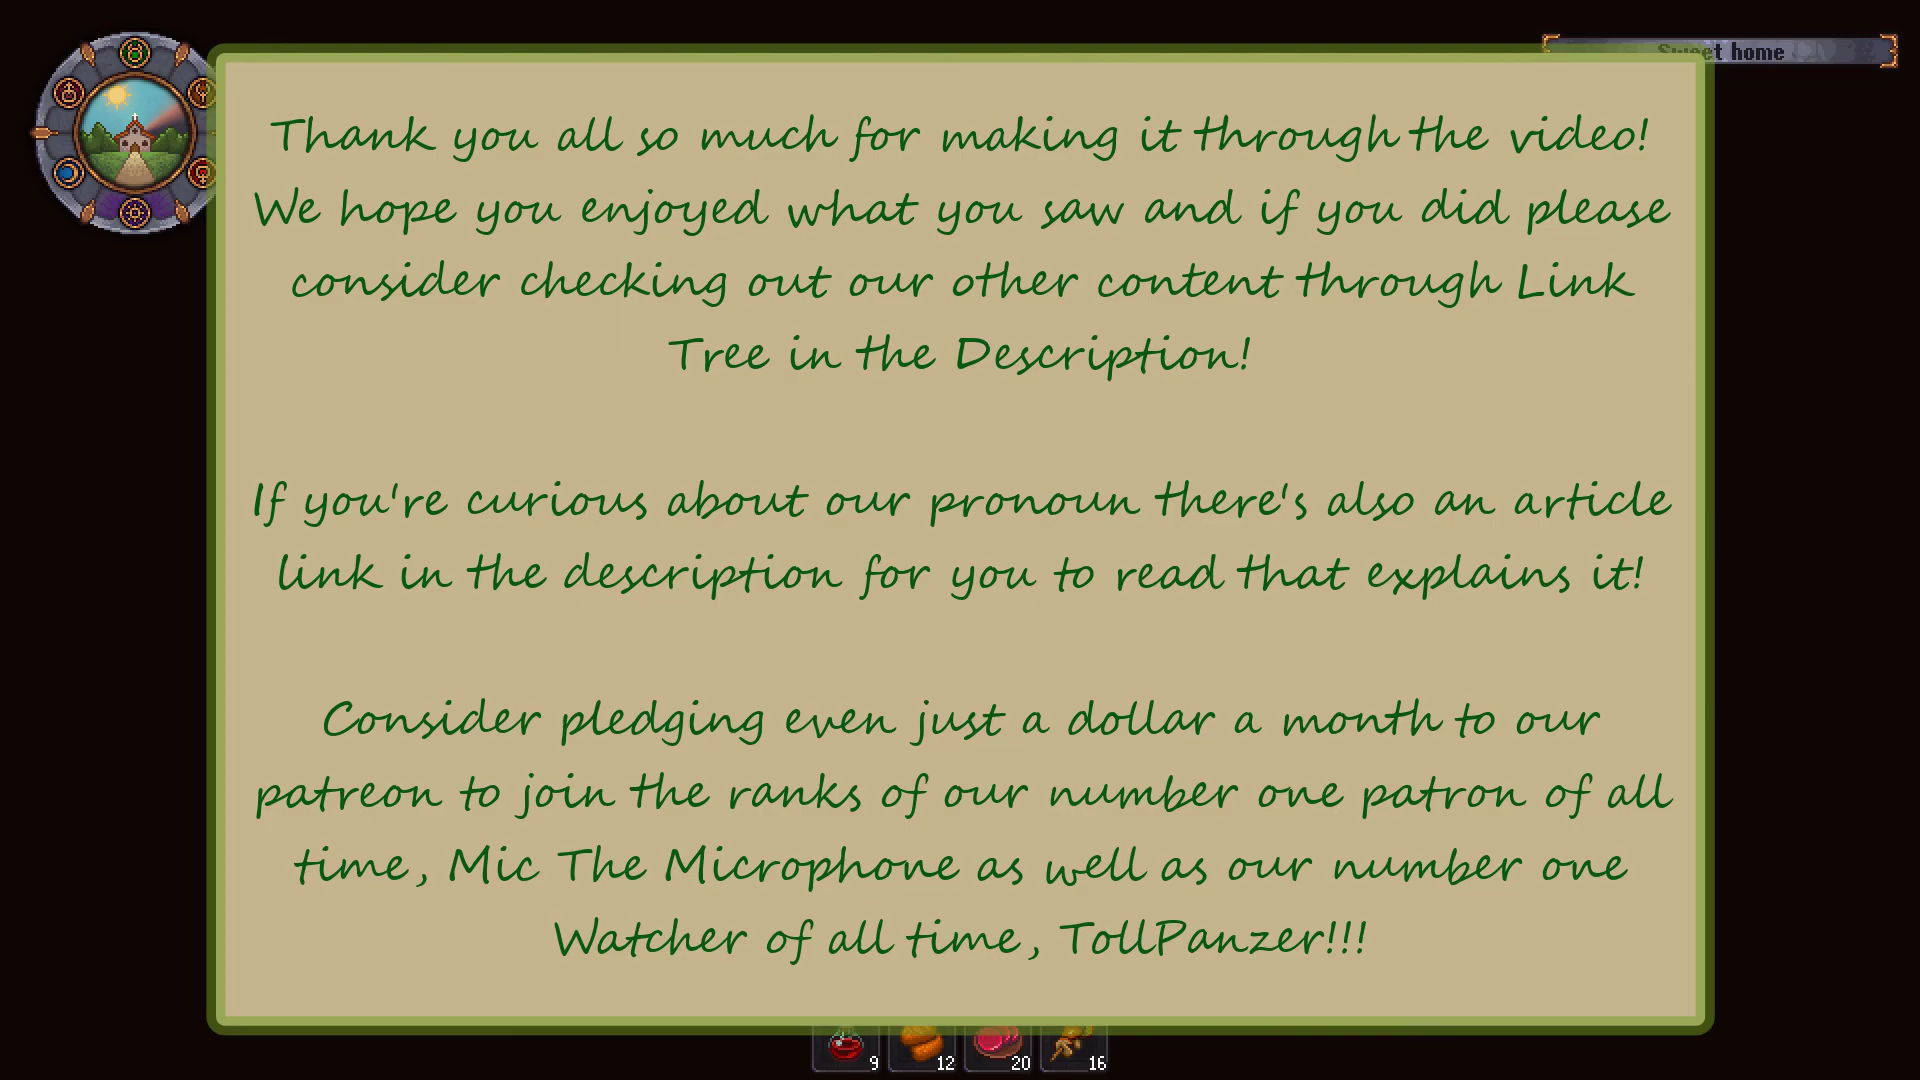 Sweet home
Thank you all so much for making it through the video!
We hope you enjoyed what you saw and if you did please
consider checking out our other content through Link
Tree in the Description!
If you're curious about our pronoun there's also an article
link in the description for you to read that explains it!
Consider pledging even just a dollar a month to our
patreon to join the ranks of our number one patron of all
time, Mic The Microphone as well as our number one
Watcher of all time, TollPanzer!!!
9 12 20 16